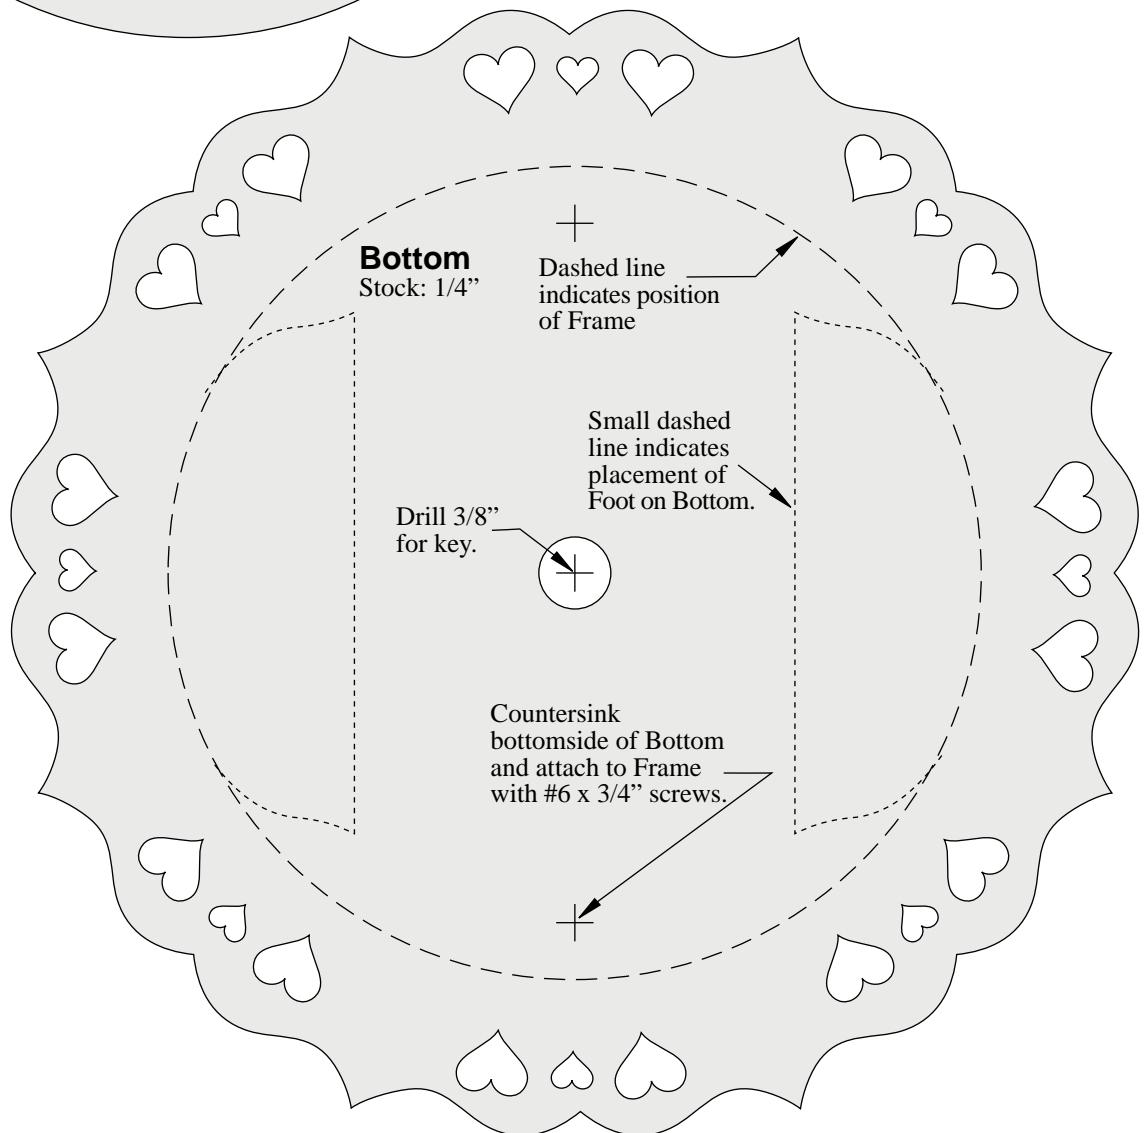 Bottom
Stock: 1/4”
Dashed line
indicates position
of Frame
Small dashed
line indicates
placement of
Foot on Bottom.
Drill 3/8”
for key.
Countersink
bottomside of Bottom
and attach to Frame
with #6 x 3/4” screws.